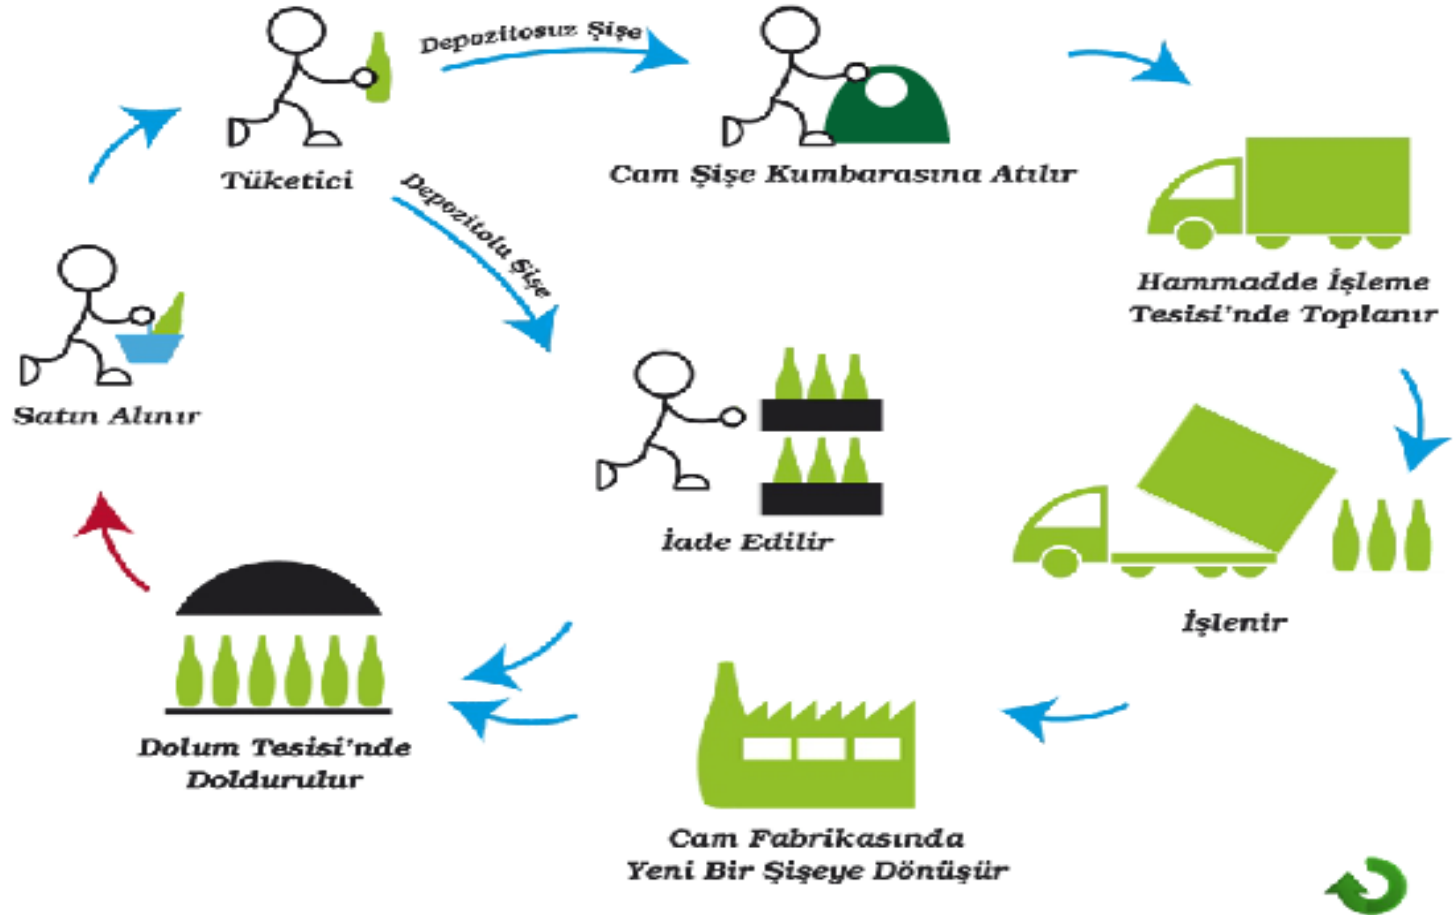 Depozitosuz Şişe
Tüketici
Cam Şişe Kumbarasına Atılır
Depozitolu Şişe
Hammadde İşleme
Tesisi'nde Toplanır
Satın Alınır
İade Edilir
İşlenir
Dolum Tesisi'nde
Doldurulur
Cam Fabrikasında
Yeni Bir Şişeye Dönüşür